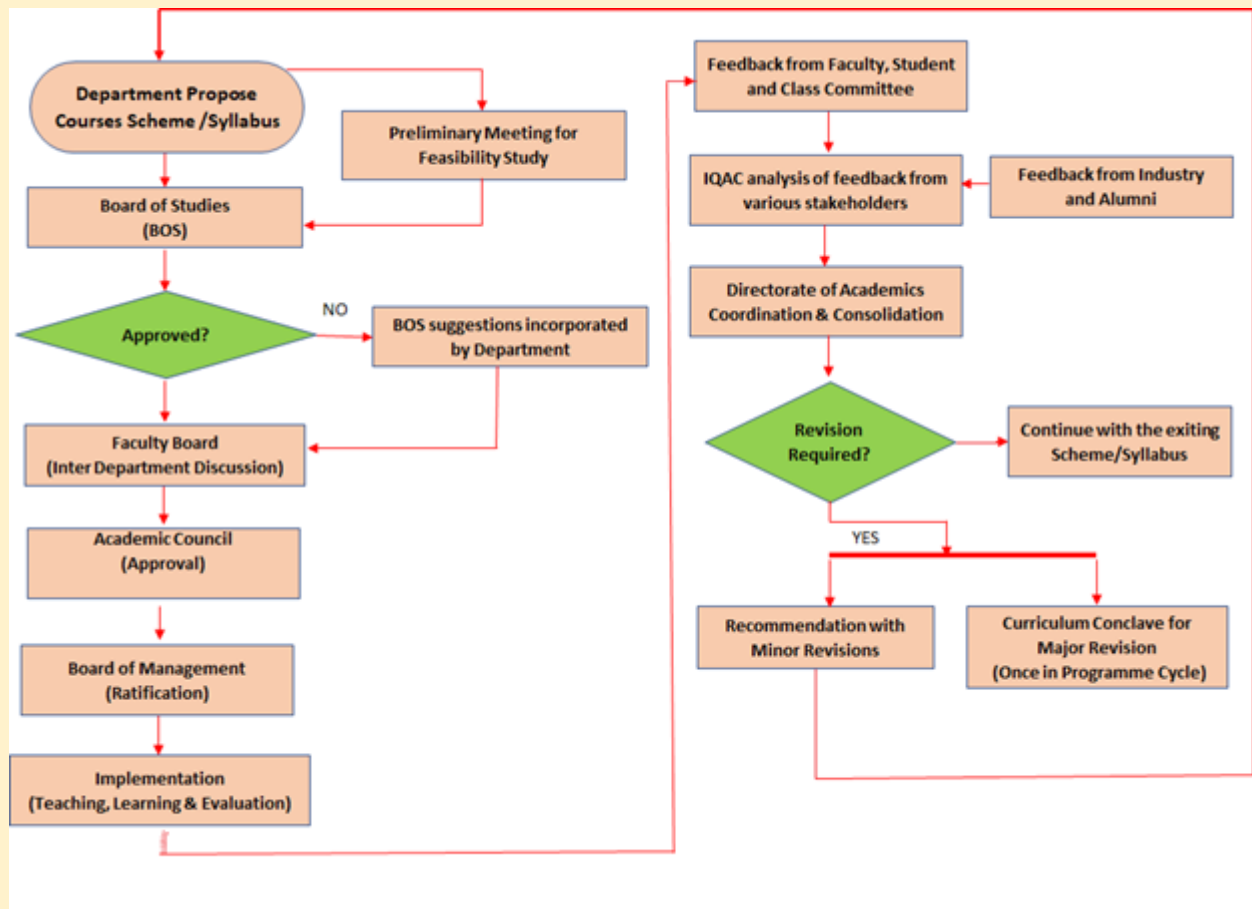 Department Propose
Courses Scheme /Syllabus
Preliminary Meeting for
Feasibility Study
Board of Studies
(BOS)
Approved?
NO
BOS suggestions incorporated
by Department
Faculty Board
(Inter Department Discussion)
Academic Council
(Approval)
Board of Management
(Ratification)
Implementation
(Teaching, Learning & Evaluation)
Feedback from Faculty, Student
and Class Committee
IQAC analysis of feedback from
various stakeholders
Feedback from Industry
and Alumni
Directorate of Academics
Coordination & Consolidation
Revision
Required?
Continue with the exiting
Scheme/Syllabus
YES
Recommendation with
Minor Revisions
Curriculum Conclave for
Major Revision
(Once in Programme Cycle)